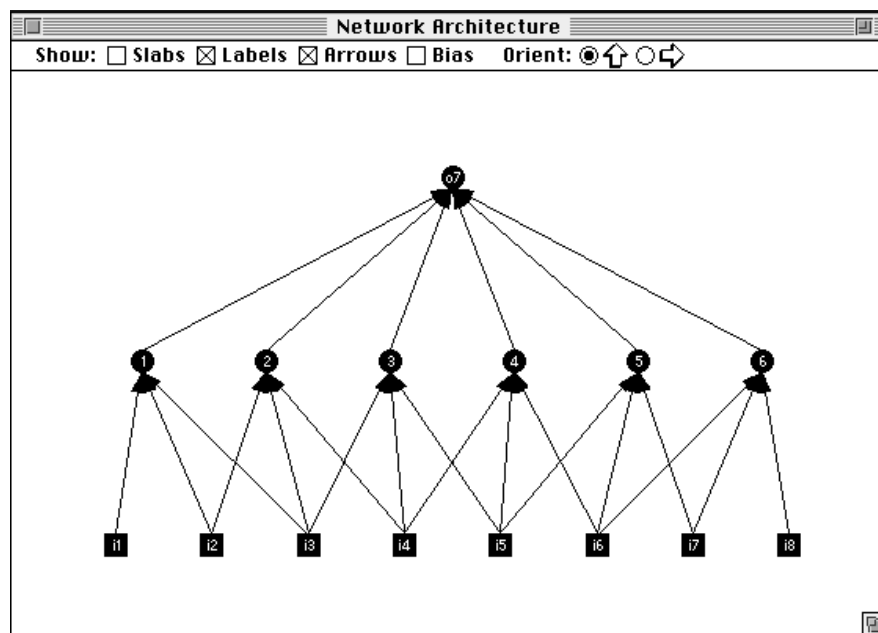 Network Architecture
Show: Slabs Labels Arrows Bias Orient:
o7
1 2 3 4 5 6
i1 i2 i3 i4 i5 i6 i7 i8